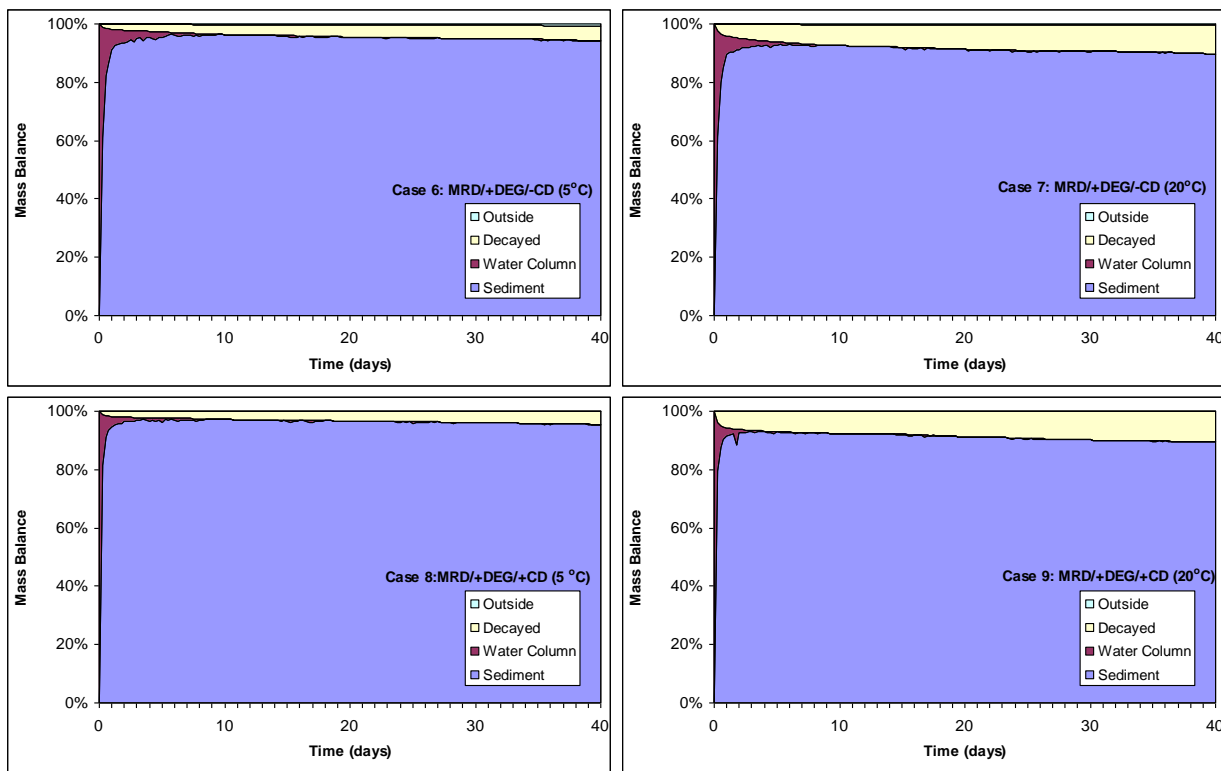 100%
80%
60%
40%
20%
0%
Mass Balance
Case 6: MRD/+DEG/-CD (5°C)
Outside
Decayed
Water Column
Sediment
0 10 20 30 40
Time (days)
100%
80%
60%
40%
20%
0%
Mass Balance
Case 7: MRD/+DEG/-CD (20°C)
Outside
Decayed
Water Column
Sediment
0 10 20 30 40
Time (days)
100%
80%
60%
40%
20%
0%
Mass Balance
Case 8:MRD/+DEG/+CD (5 °C)
Outside
Decayed
Water Column
Sediment
0 10 20 30 40
Time (days)
100%
80%
60%
40%
20%
0%
Mass Balance
Case 9: MRD/+DEG/+CD (20°C)
Outside
Decayed
Water Column
Sediment
0 10 20 30 40
Time (days)